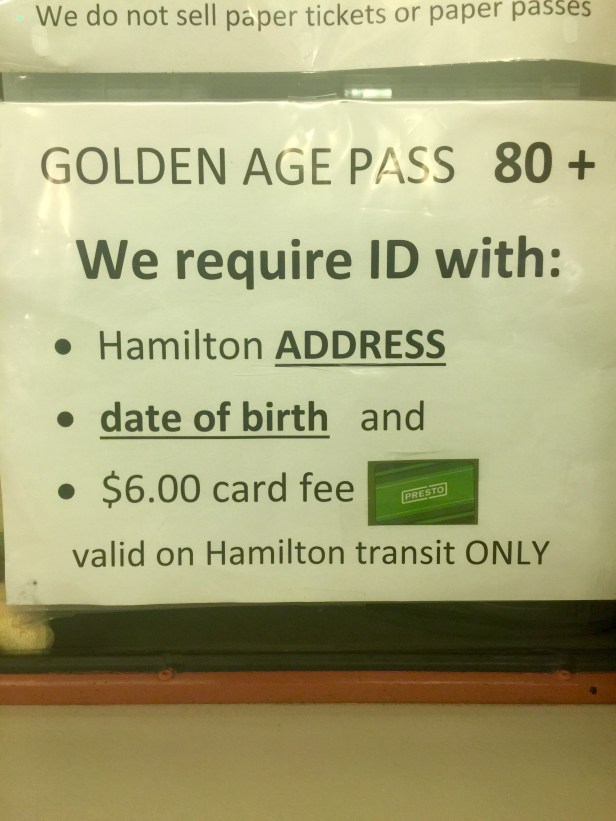 We do not sell paper tickets or paper passes
GOLDEN AGE PASS 80 +
We require ID with:
• Hamilton ADDRESS
• date of birth and
• $6.00 card fee PRESTO
valid on Hamilton transit ONLY